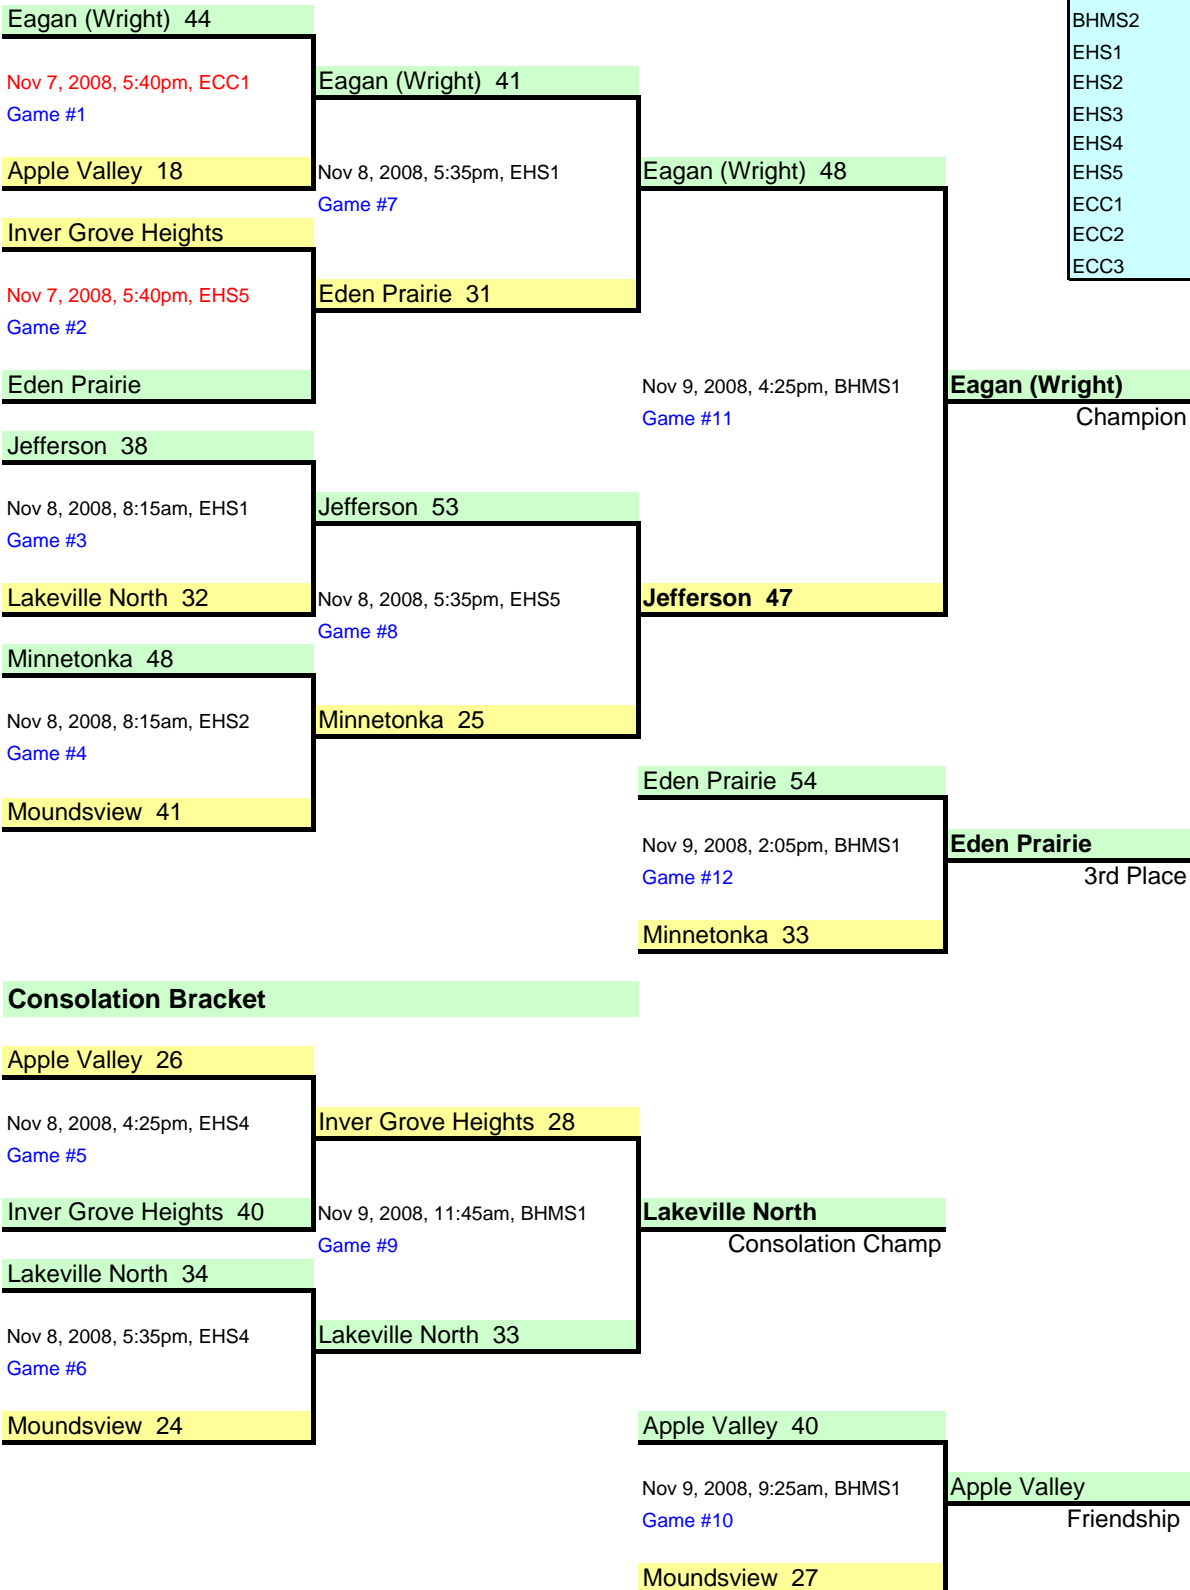 Eagan (Wright)  44
BHMS2
EHS1
Nov 7, 2008, 5:40pm, ECC1
Eagan (Wright)  41
EHS2
Game #1
EHS3
EHS4
Apple Valley  18
Nov 8, 2008, 5:35pm, EHS1
Eagan (Wright)  48
EHS5
Game #7
ECC1
Inver Grove Heights
ECC2
ECC3
Nov 7, 2008, 5:40pm, EHS5
Eden Prairie  31
Game #2
Eden Prairie
Nov 9, 2008, 4:25pm, BHMS1
Eagan (Wright)
Game #11
Champion
Jefferson  38
Nov 8, 2008, 8:15am, EHS1
Jefferson  53
Game #3
Lakeville North  32
Nov 8, 2008, 5:35pm, EHS5
Jefferson  47
Game #8
Minnetonka  48
Nov 8, 2008, 8:15am, EHS2
Minnetonka  25
Game #4
Eden Prairie  54
Moundsview  41
Nov 9, 2008, 2:05pm, BHMS1
Eden Prairie
Game #12
3rd Place
Minnetonka  33
Consolation Bracket
Apple Valley  26
Nov 8, 2008, 4:25pm, EHS4
Inver Grove Heights  28
Game #5
Inver Grove Heights  40
Nov 9, 2008, 11:45am, BHMS1
Lakeville North
Game #9
Consolation Champ
Lakeville North  34
Nov 8, 2008, 5:35pm, EHS4
Lakeville North  33
Game #6
Moundsview  24
Apple Valley  40
Nov 9, 2008, 9:25am, BHMS1
Apple Valley
Game #10
Friendship
Moundsview  27